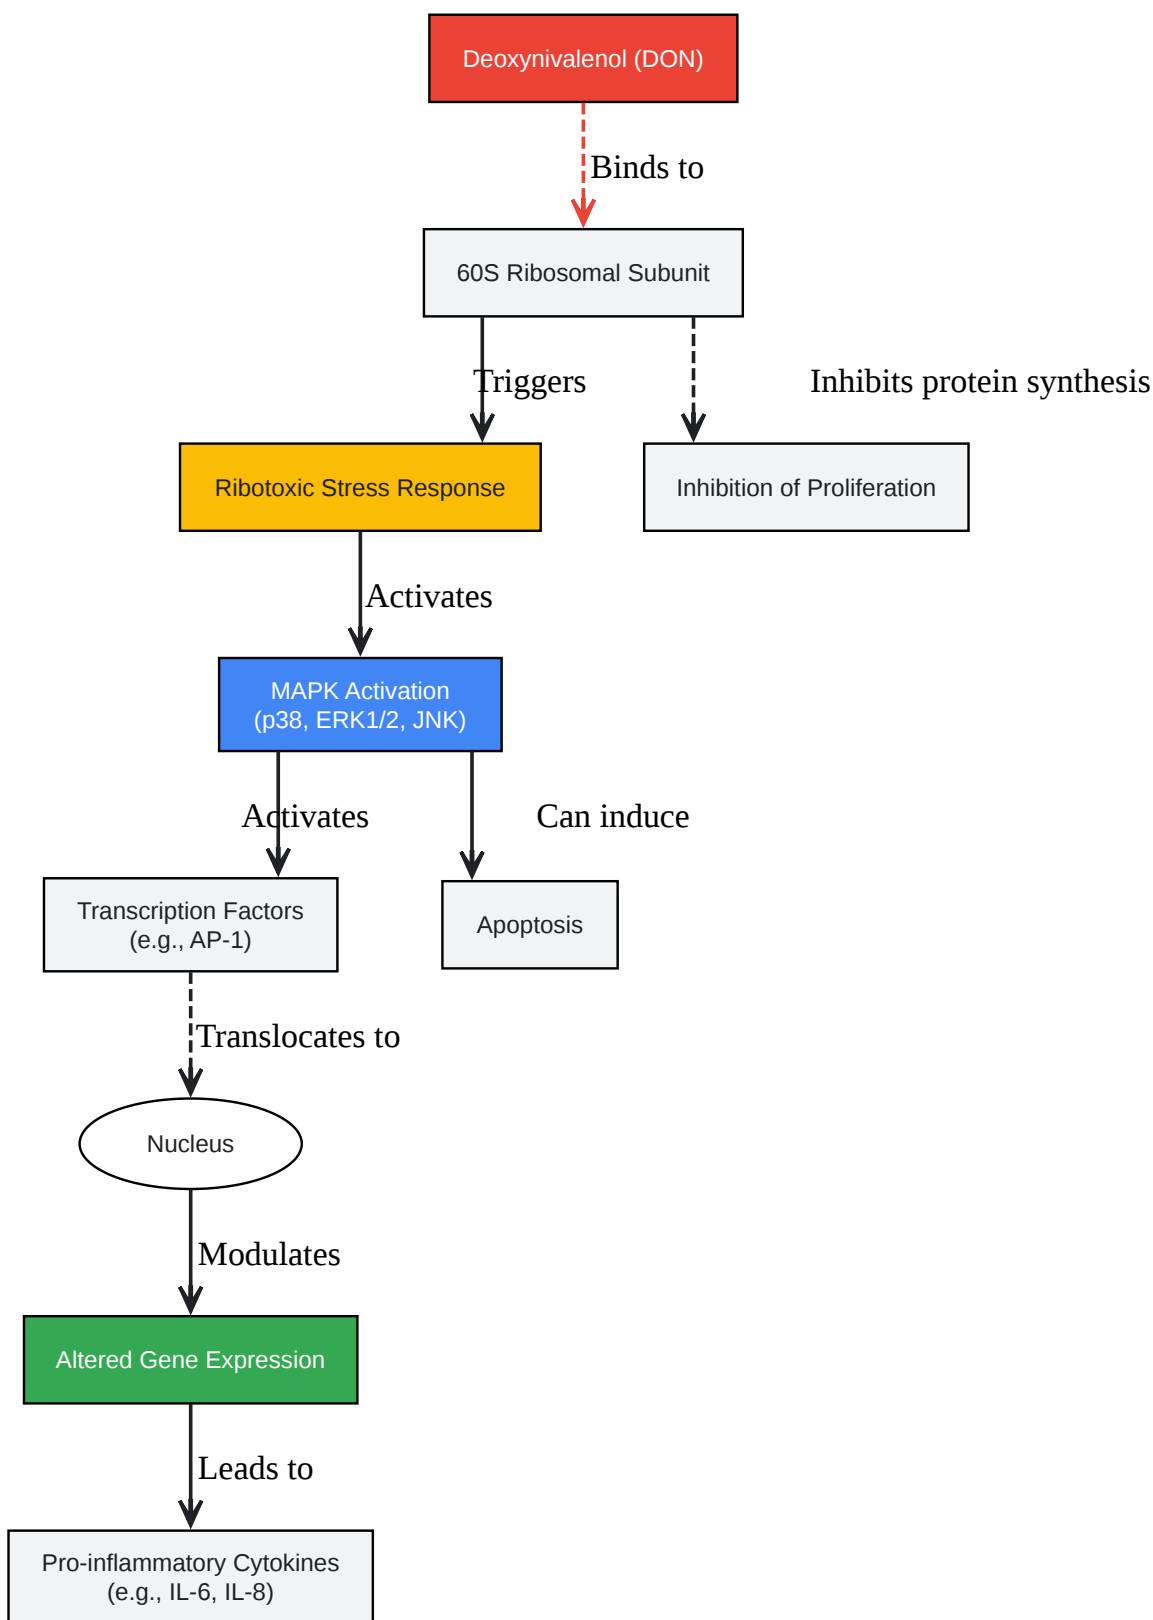 Deoxynivalenol (DON)
Binds to
60S Ribosomal Subunit
Triggers
Inhibits protein synthesis
Ribotoxic Stress Response
Inhibition of Proliferation
Activates
MAPK Activation
(p38, ERK1/2, JNK)
Activates
Can induce
Transcription Factors
(e.g., AP-1)
Apoptosis
Translocates to
Nucleus
Modulates
Altered Gene Expression
Leads to
Pro-inflammatory Cytokines
(e.g., IL-6, IL-8)